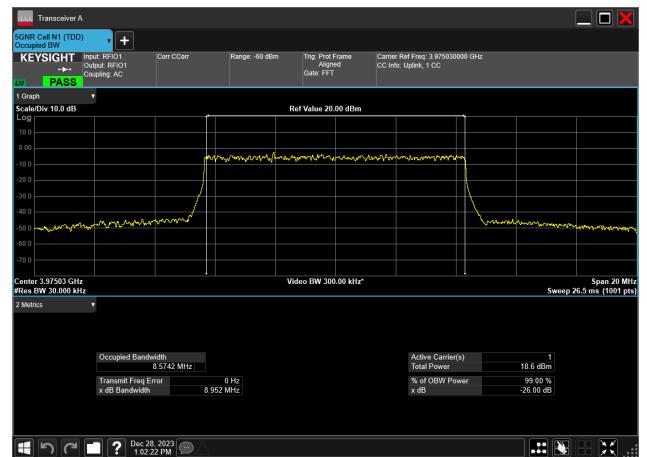 Transceiver A
5GNR Cell N1 (TDD)
Occupied BW
KEYSIGHT
LXI
PASS
Input: RFIO1
Output: RFIO1
Coupling: AC
Corr CCorr
Range: -60 dBm
Trig: Prot Frame
Aligned
Gate: FFT
Carrier Ref Freq: 3.975030000 GHz
CC Info: Uplink, 1 CC
1 Graph
Scale/Div 10.0 dB
Ref Value 20.00 dBm
Log
10.0
0.00
-10.0
-20.0
-30.0
-40.0
-50.0
-60.0
-70.0
Center 3.97503 GHz
Video BW 300.00 kHz*
Span 20 MHz
#Res BW 30.000 kHz
Sweep 26.5 ms (1001 pts)
2 Metrics
Occupied Bandwidth
8.5742 MHz
Active Carrier(s) 1
Total Power 18.6 dBm
Transmit Freq Error 0 Hz
x dB Bandwidth 8.952 MHz
% of OBW Power 99.00 %
x dB -26.00 dB
?
Dec 28, 2023
1:02:22 PM